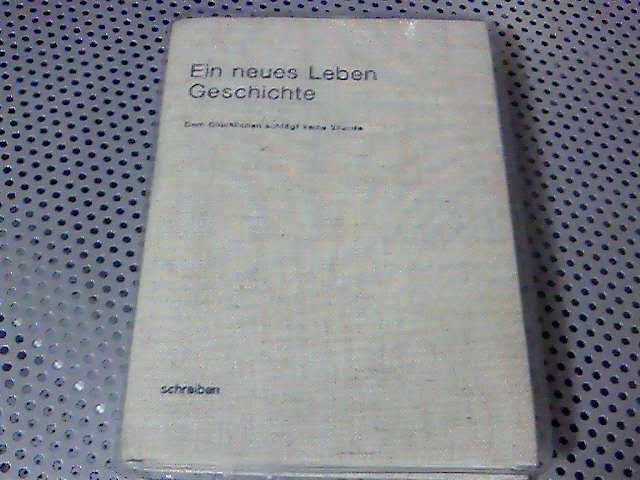 Ein neues Leben
Geschichte
Dem Glücklichen schlägt keine Stunde
schreiben